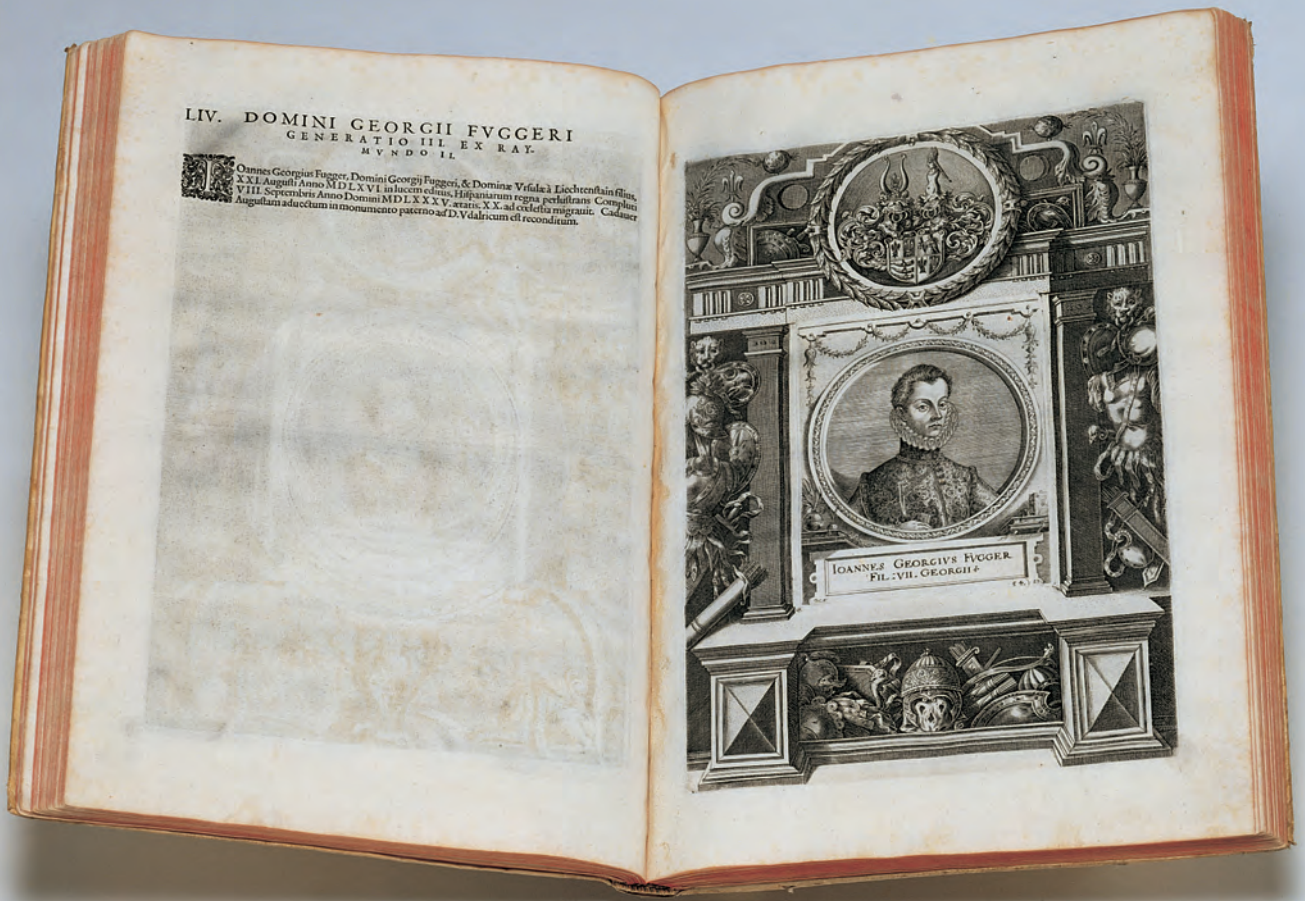 LIV. DOMINI GEORGII FVGGERI
GENERATIO III. EX RAY-
MVNDO II.
IOannes Georgius Fugger, Domini Georgij Fuggeri, & Dominæ Vrsulæ à Liechtenstain filius,
XXI. Augusti Anno MDLXVI. in lucem editus, Hispaniarum regna perlustrans Compluti
VIII. Septembris Anno Domini MDLXXXV. ætatis. XX. ad cœlestia migrauit. Cadauer
Augustam aduectum in monumento paterno ad D. Vdalricum est reconditum.
IOANNES GEORGIVS FVGGER
FIL: VII. GEORGII